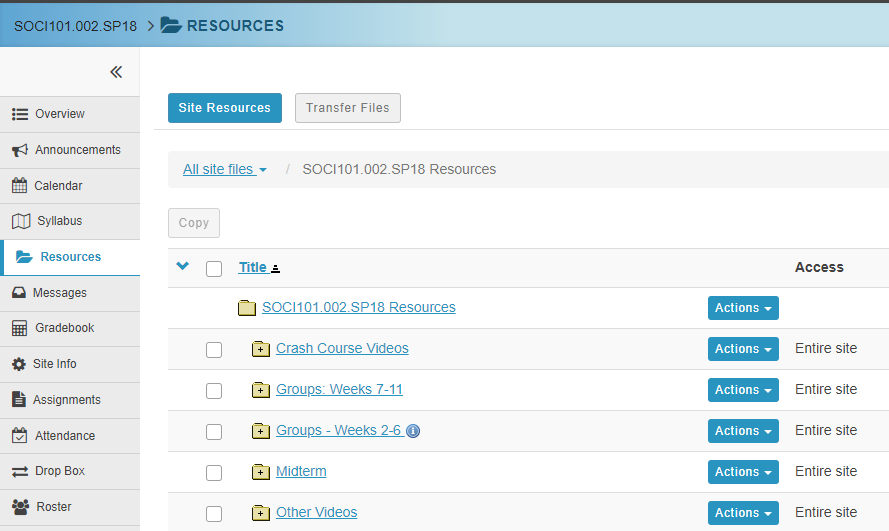 SOCI101.002.SP18 > RESOURCES
Overview
Announcements
Calendar
Syllabus
Resources
Messages
Gradebook
Site Info
Assignments
Attendance
Drop Box
Roster
Site Resources Transfer Files
All site files / SOCI101.002.SP18 Resources
Copy
Title Access
SOCI101.002.SP18 Resources Actions
Crash Course Videos Actions Entire site
Groups: Weeks 7-11 Actions Entire site
Groups - Weeks 2-6 Actions Entire site
Midterm Actions Entire site
Other Videos Actions Entire site